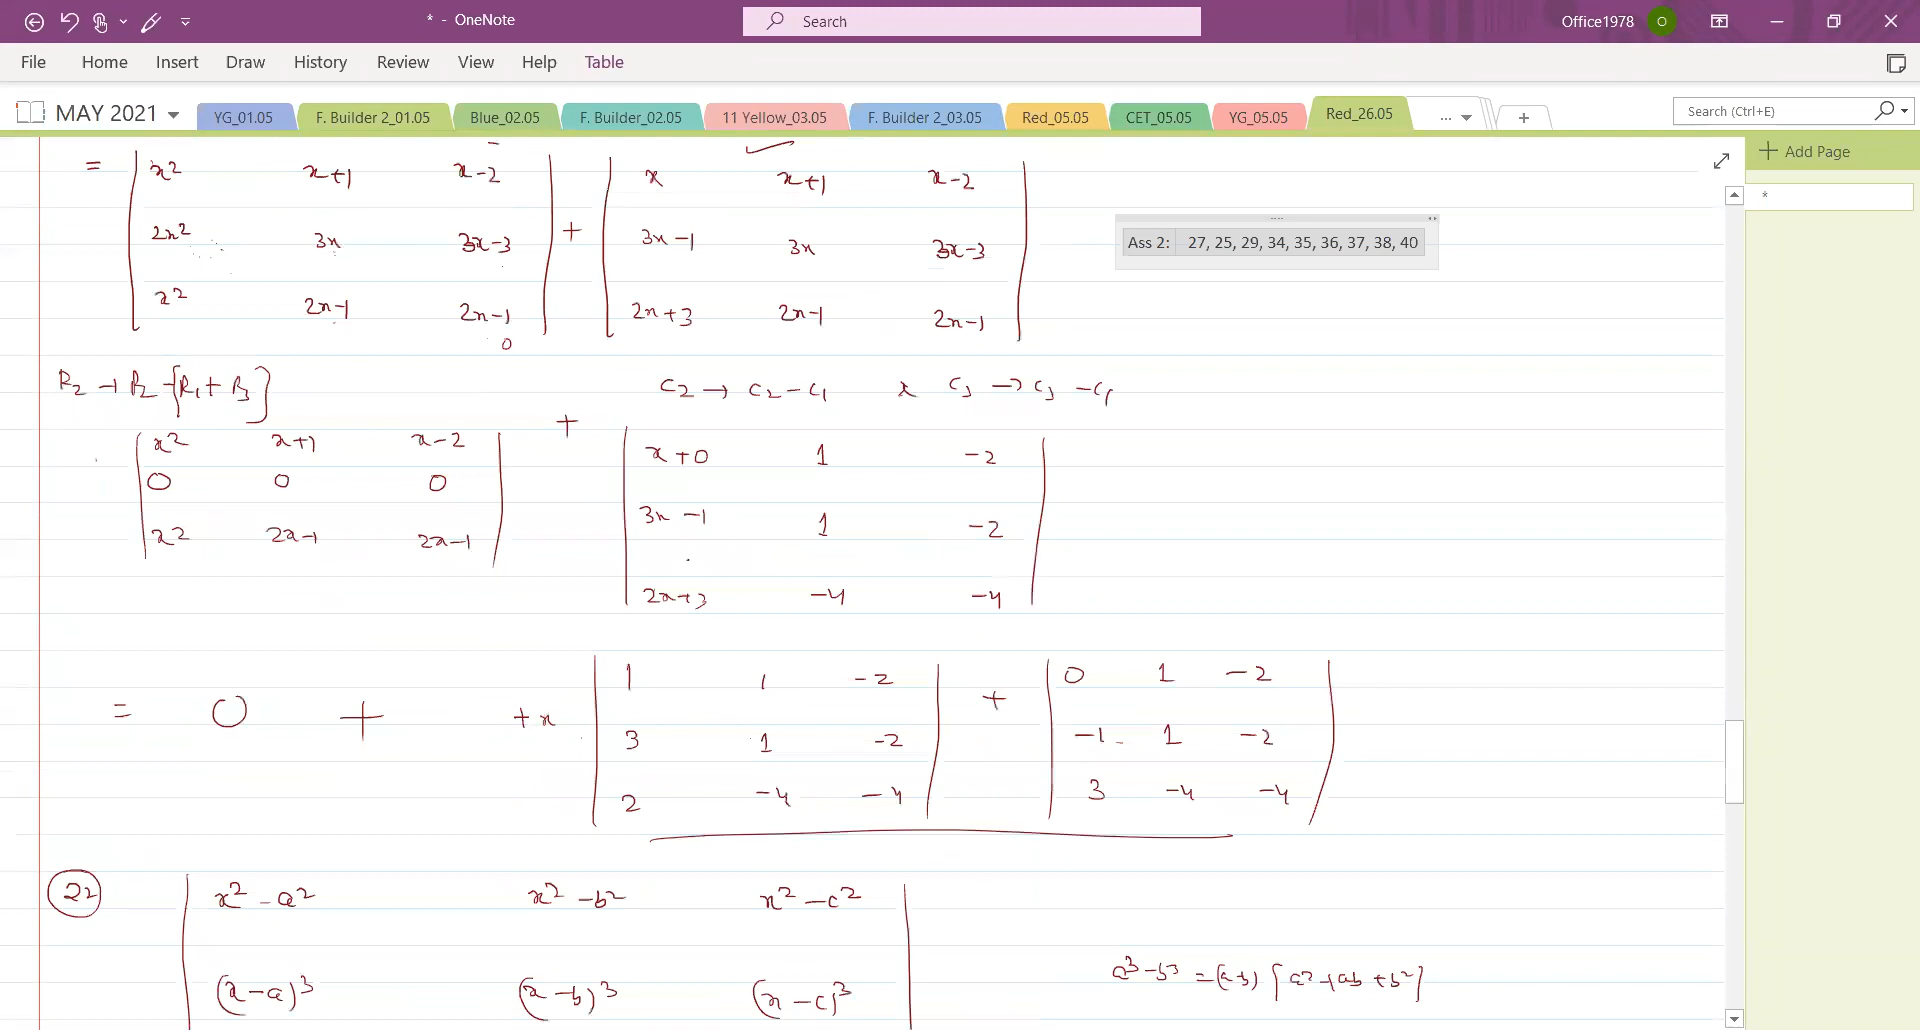 * - OneNote
Search
Office1978 O
File Home Insert Draw History Review View Help Table
MAY 2021 YG_01.05 F. Builder 2_01.05 Blue_02.05 F. Builder_02.05 11 Yellow_03.05 F. Builder 2_03.05 Red_05.05 CET_05.05 YG_05.05 Red_26.05 ... + Search (Ctrl+E)
+ Add Page
*
= | x² x+1 x-2 | + | x x+1 x-2 |
2x² 3x 3x-3 3x-1 3x 3x-3
x² 2x-1 2x-1 2x+3 2x-1 2x-1
0
Ass 2: 27, 25, 29, 34, 35, 36, 37, 38, 40
R₂ → R₂ - {R₁ + R₃} C₂ → C₂ - C₁ & C₃ → C₃ - C₁
| x² x+1 x-2 | + | x+0 1 -2 |
0 0 0 3x-1 1 -2
x² 2x-1 2x-1 2x+3 -4 -4
= 0 + +x | 1 1 -2 | + | 0 1 -2 |
3 1 -2 -1 1 -2
2 -4 -4 3 -4 -4
22 | x²-a² x²-b² x²-c² |
(x-a)³ (x-b)³ (x-c)³
a³-b³ = (a-b) [a²+ab+b²]